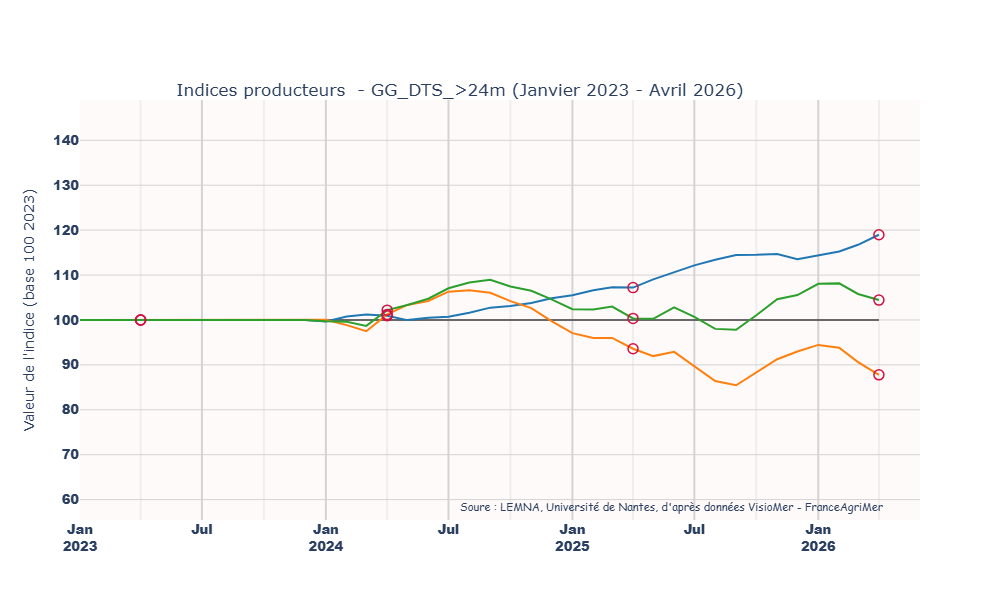 Indices producteurs  - GG_DTS_>24m (Janvier 2023 - Avril 2026)
Valeur de l'indice (base 100 2023)
140
130
120
110
100
90
80
70
60
Soure : LEMNA, Université de Nantes, d'après données VisioMer - FranceAgriMer
Jan
2023
Jul
Jan
2024
Jul
Jan
2025
Jul
Jan
2026